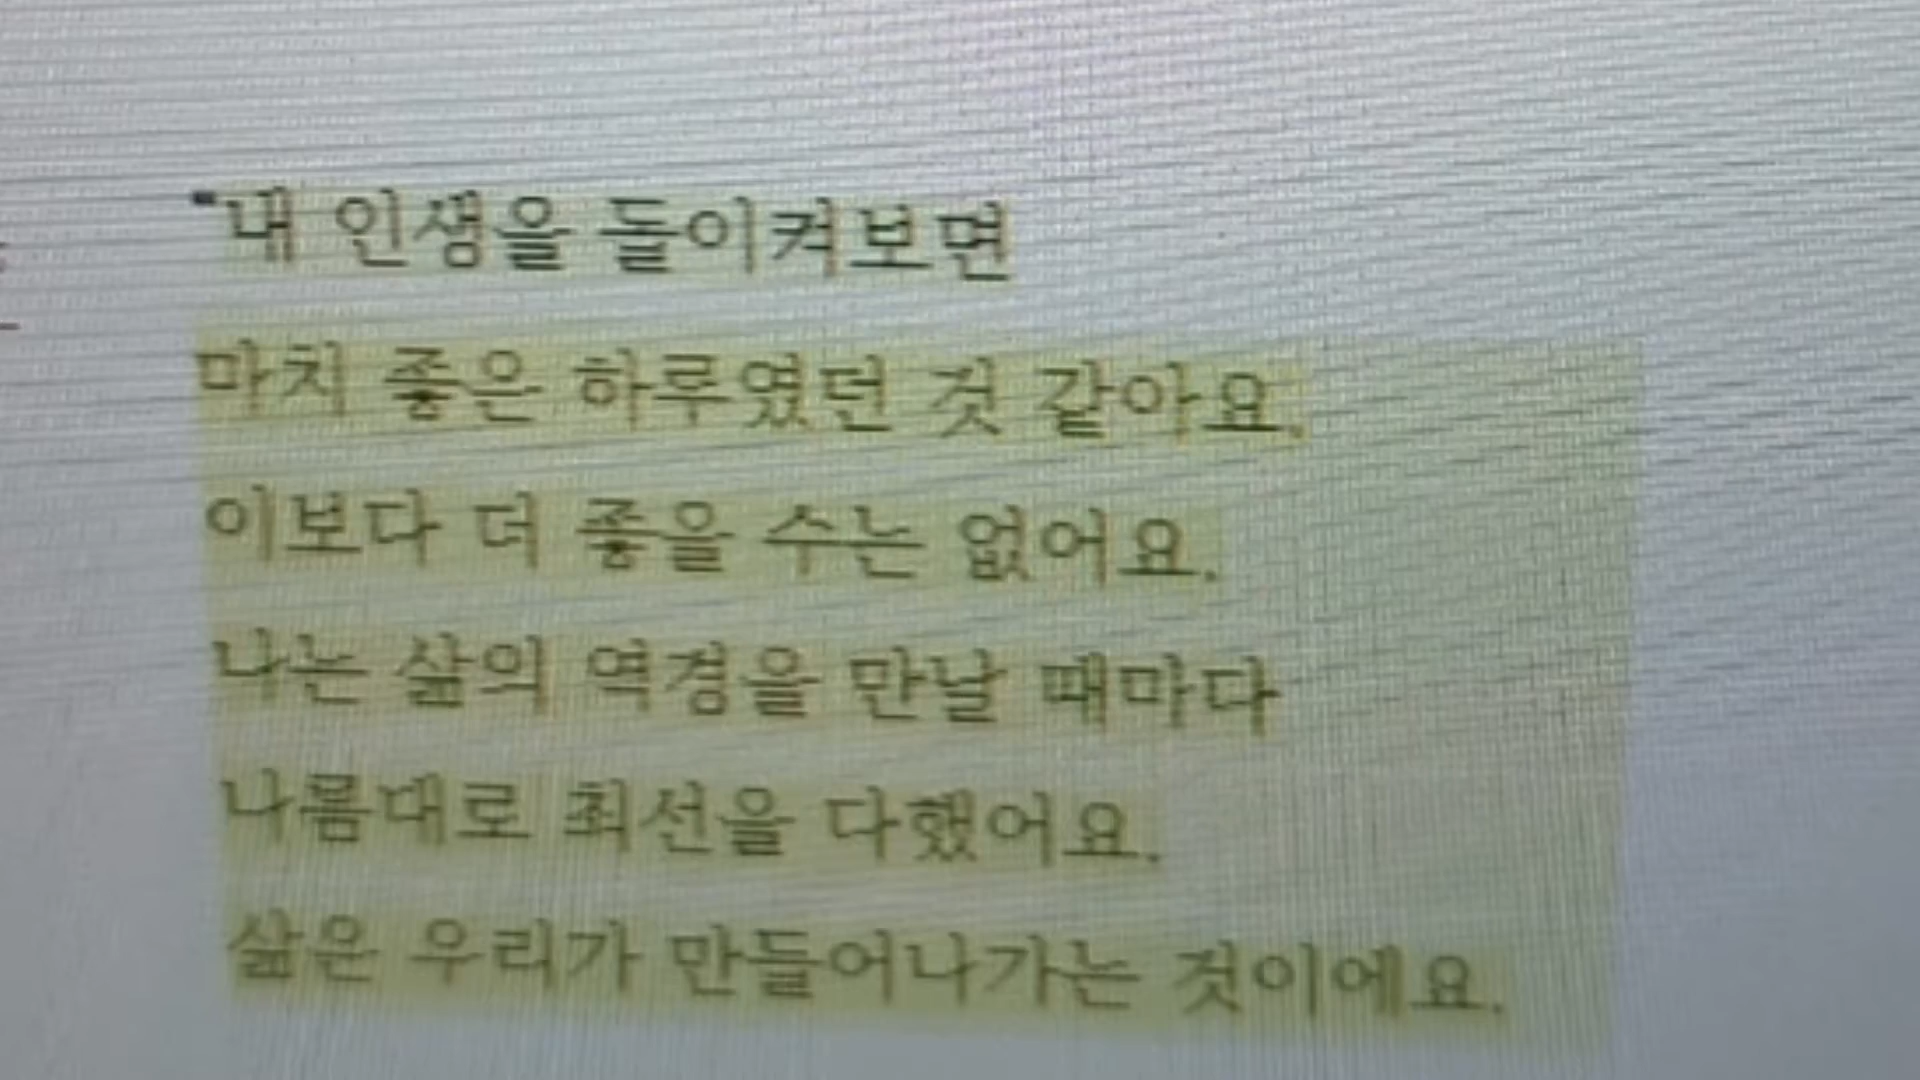 "내 인생을 돌이켜보면
마치 좋은 하루였던 것 같아요.
이보다 더 좋을 수는 없어요.
나는 삶의 역경을 만날 때마다
나름대로 최선을 다했어요.
삶은 우리가 만들어나가는 것이에요.